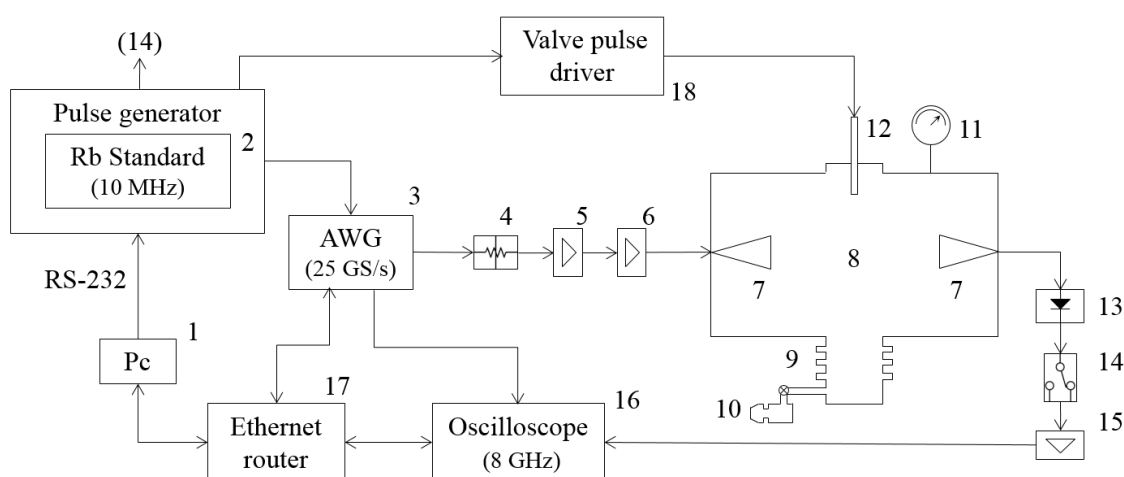 (14)
Valve pulse
driver
18
Pulse generator
2
Rb Standard
(10 MHz)
12
11
3
AWG
(25 GS/s)
4
5
6
7
8
7
RS-232
13
1
Pc
9
14
17
10
16
15
Ethernet
router
Oscilloscope
(8 GHz)